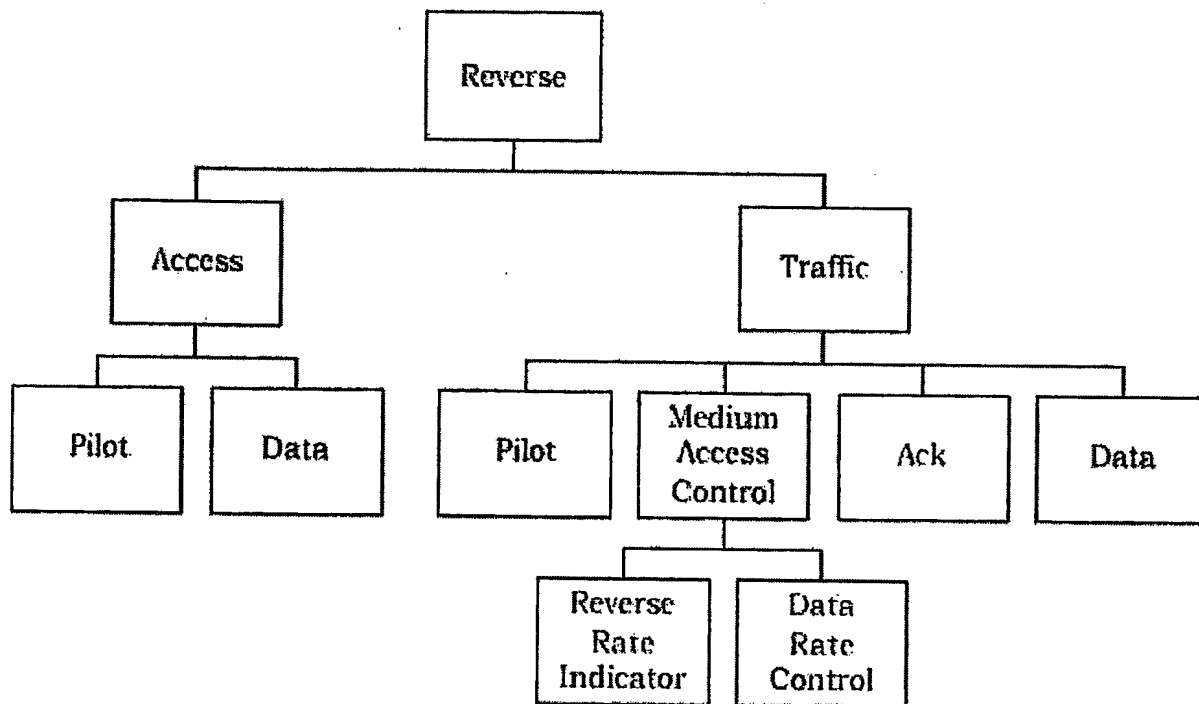 Reverse
Access
Traffic
Pilot
Data
Pilot
Medium
Access
Control
Ack
Data
Reverse
Rate
Indicator
Data
Rate
Control